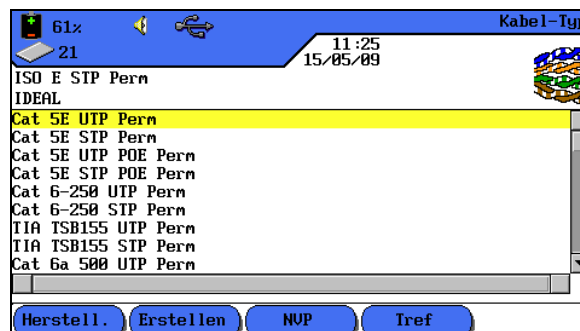 61%
Kabel-Typ
21
11:25
15/05/09
ISO E STP Perm
IDEAL
Cat 5E UTP Perm
Cat 5E STP Perm
Cat 5E UTP POE Perm
Cat 5E STP POE Perm
Cat 6-250 UTP Perm
Cat 6-250 STP Perm
TIA TSB155 UTP Perm
TIA TSB155 STP Perm
Cat 6a 500 UTP Perm
Herstell. Erstellen NVP Iref